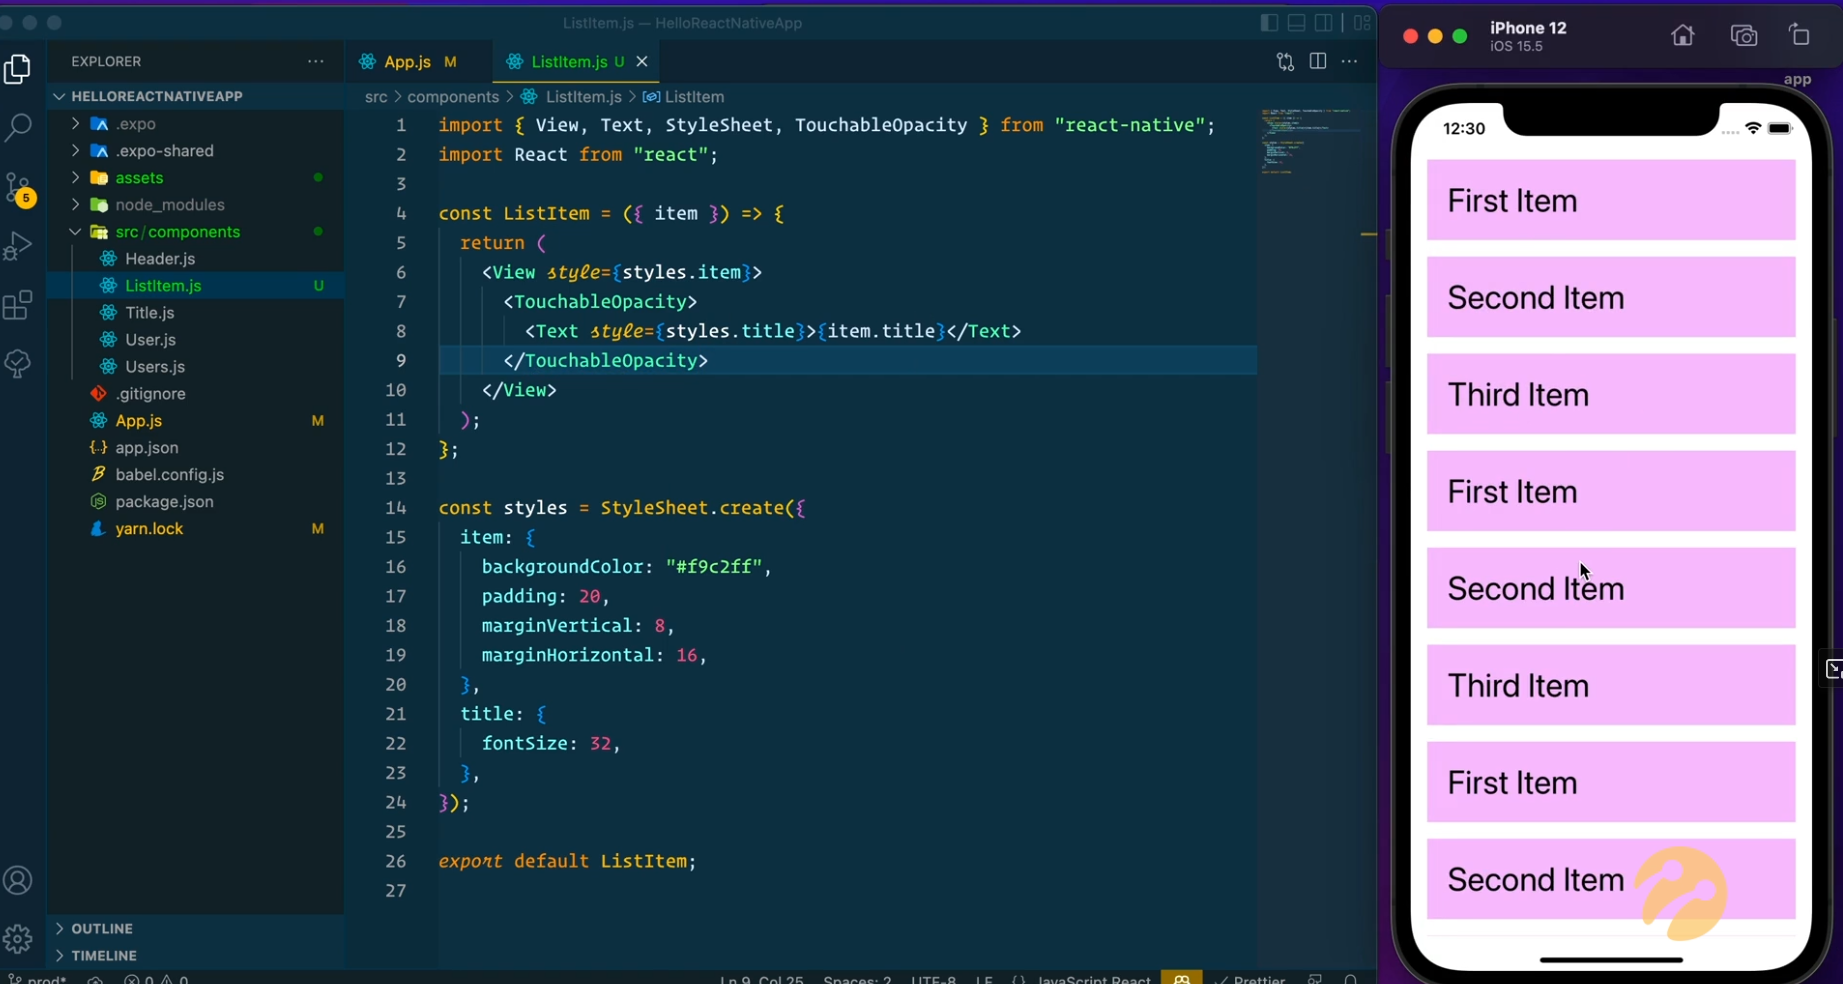 ListItem.js — HelloReactNativeApp
EXPLORER
HELLOREACTNATIVEAPP
.expo
.expo-shared
assets
node_modules
src/components
Header.js
ListItem.js U
Title.js
User.js
Users.js
.gitignore
App.js M
app.json
babel.config.js
package.json
yarn.lock M
OUTLINE
TIMELINE
5
App.js M
ListItem.js U
src > components > ListItem.js > ListItem
1 import { View, Text, StyleSheet, TouchableOpacity } from "react-native";
2 import React from "react";
3
4 const ListItem = ({ item }) => {
5 return (
6 <View style={styles.item}>
7 <TouchableOpacity>
8 <Text style={styles.title}>{item.title}</Text>
9 </TouchableOpacity>
10 </View>
11 );
12 };
13
14 const styles = StyleSheet.create({
15 item: {
16 backgroundColor: "#f9c2ff",
17 padding: 20,
18 marginVertical: 8,
19 marginHorizontal: 16,
20 },
21 title: {
22 fontSize: 32,
23 },
24 });
25
26 export default ListItem;
27
prod* 0 0 Ln 9, Col 25 Spaces: 2 UTF-8 LF {} JavaScript React Prettier
iPhone 12
iOS 15.5
app
12:30
First Item
Second Item
Third Item
First Item
Second Item
Third Item
First Item
Second Item